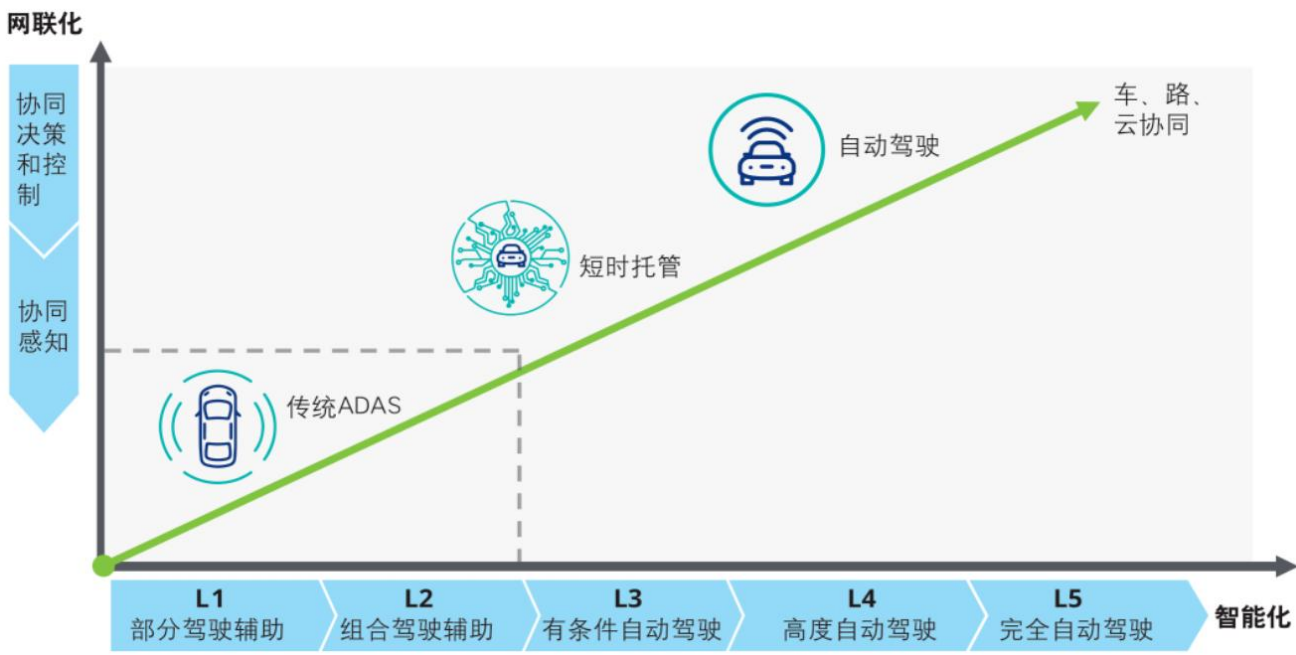 网联化
协同
决策
和控
制
协同
感知
车、路、
云协同
自动驾驶
短时托管
传统ADAS
L1
部分驾驶辅助
L2
组合驾驶辅助
L3
有条件自动驾驶
L4
高度自动驾驶
L5
完全自动驾驶
智能化